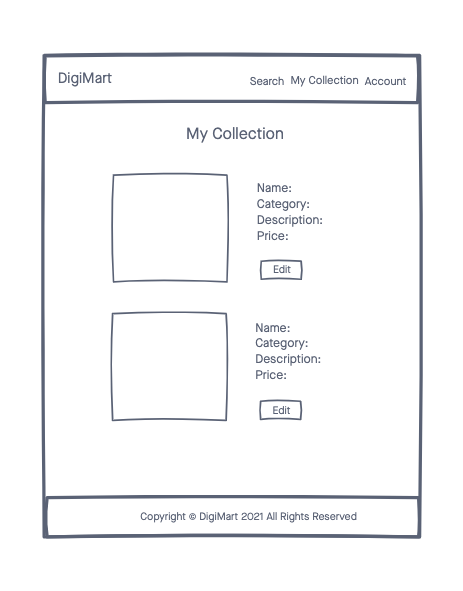 DigiMart
Search My Collection Account
My Collection
Name:
Category:
Description:
Price:
Edit
Name:
Category:
Description:
Price:
Edit
Copyright © DigiMart 2021 All Rights Reserved